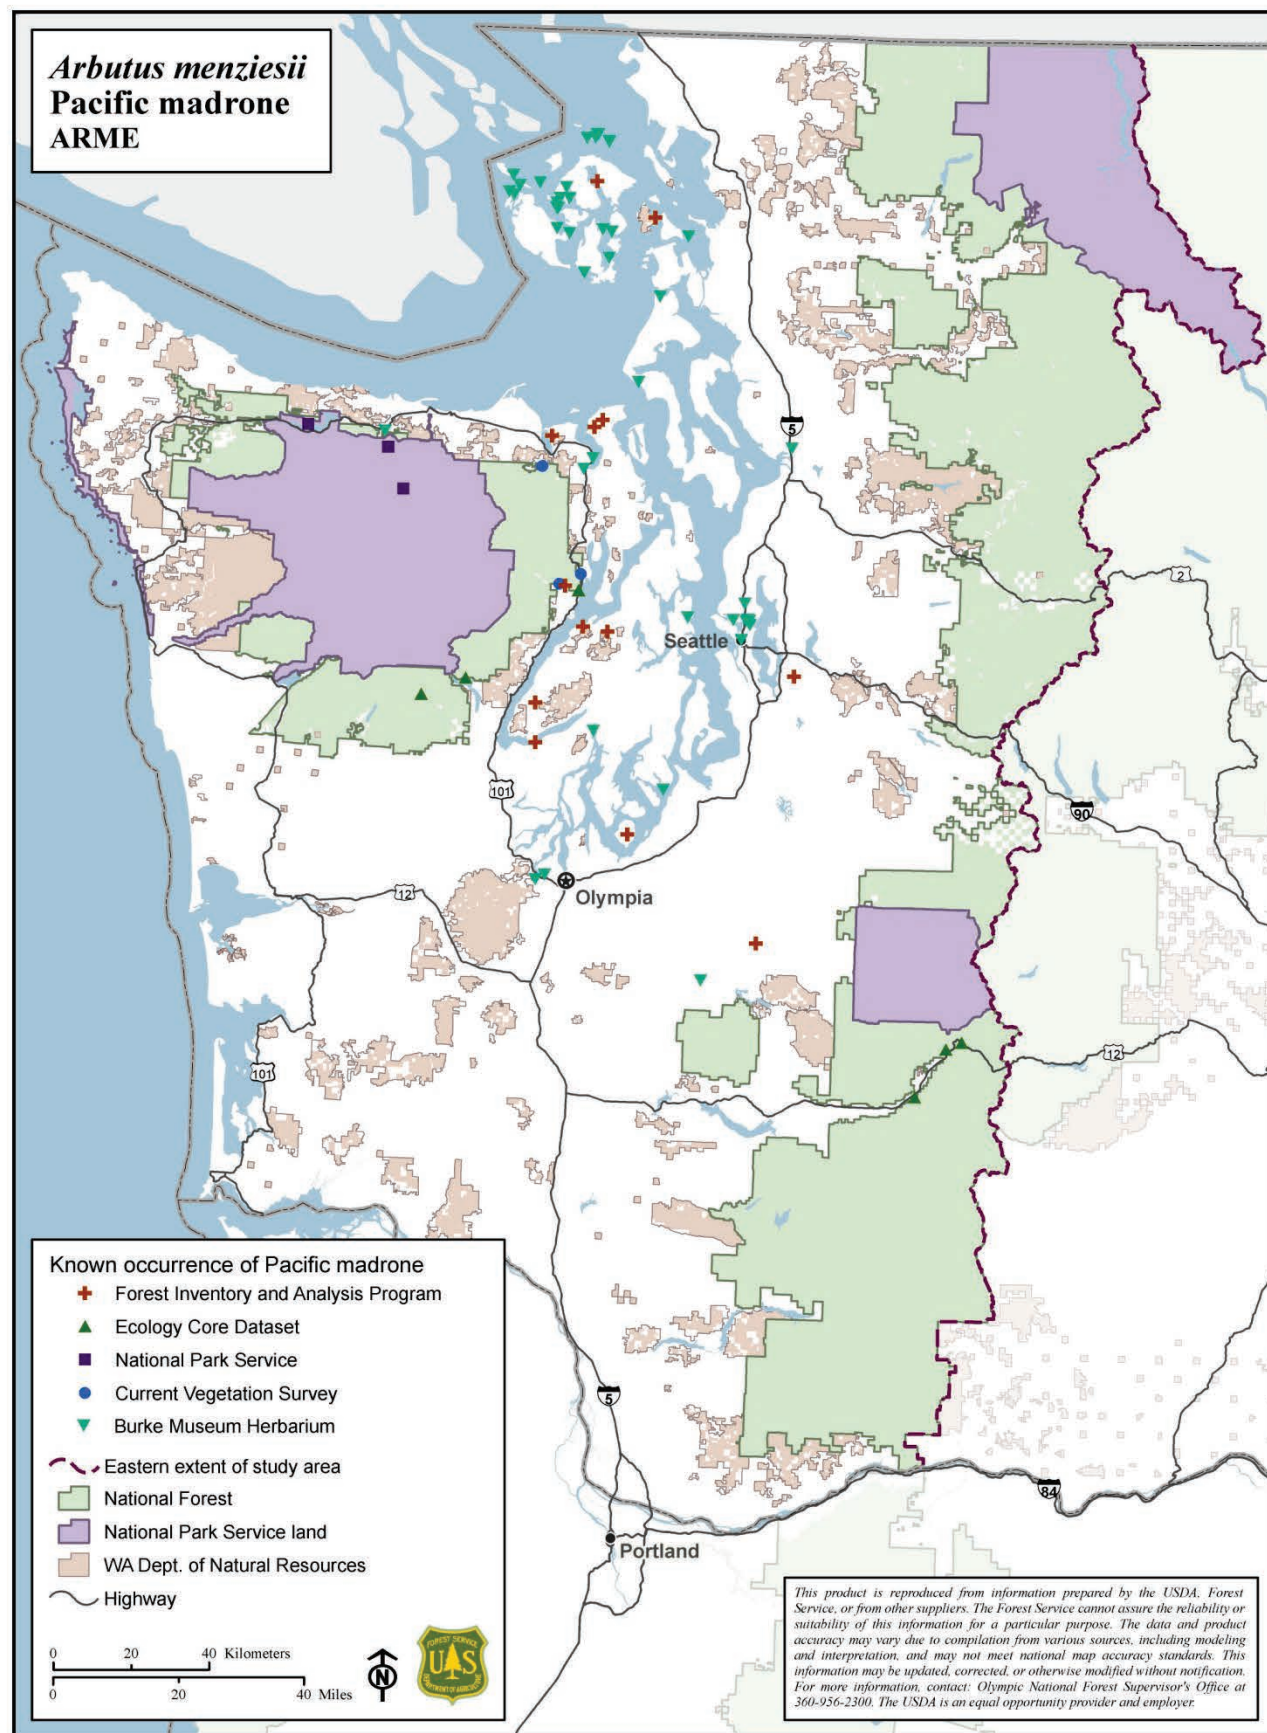 Arbutus menziesii
Pacific madrone
ARME
5
2
Seattle
101
90
12
Olympia
101
12
Known occurrence of Pacific madrone
Forest Inventory and Analysis Program
Ecology Core Dataset
National Park Service
Current Vegetation Survey
Burke Museum Herbarium
Eastern extent of study area
National Forest
National Park Service land
WA Dept. of Natural Resources
Highway
5
84
Portland
0 20 40 Kilometers
0 20 40 Miles
N
FOREST SERVICE
U S
DEPARTMENT OF AGRICULTURE
This product is reproduced from information prepared by the USDA, Forest
Service, or from other suppliers. The Forest Service cannot assure the reliability or
suitability of this information for a particular purpose. The data and product
accuracy may vary due to compilation from various sources, including modeling
and interpretation, and may not meet national map accuracy standards. This
information may be updated, corrected, or otherwise modified without notification.
For more information, contact: Olympic National Forest Supervisor's Office at
360-956-2300. The USDA is an equal opportunity provider and employer.